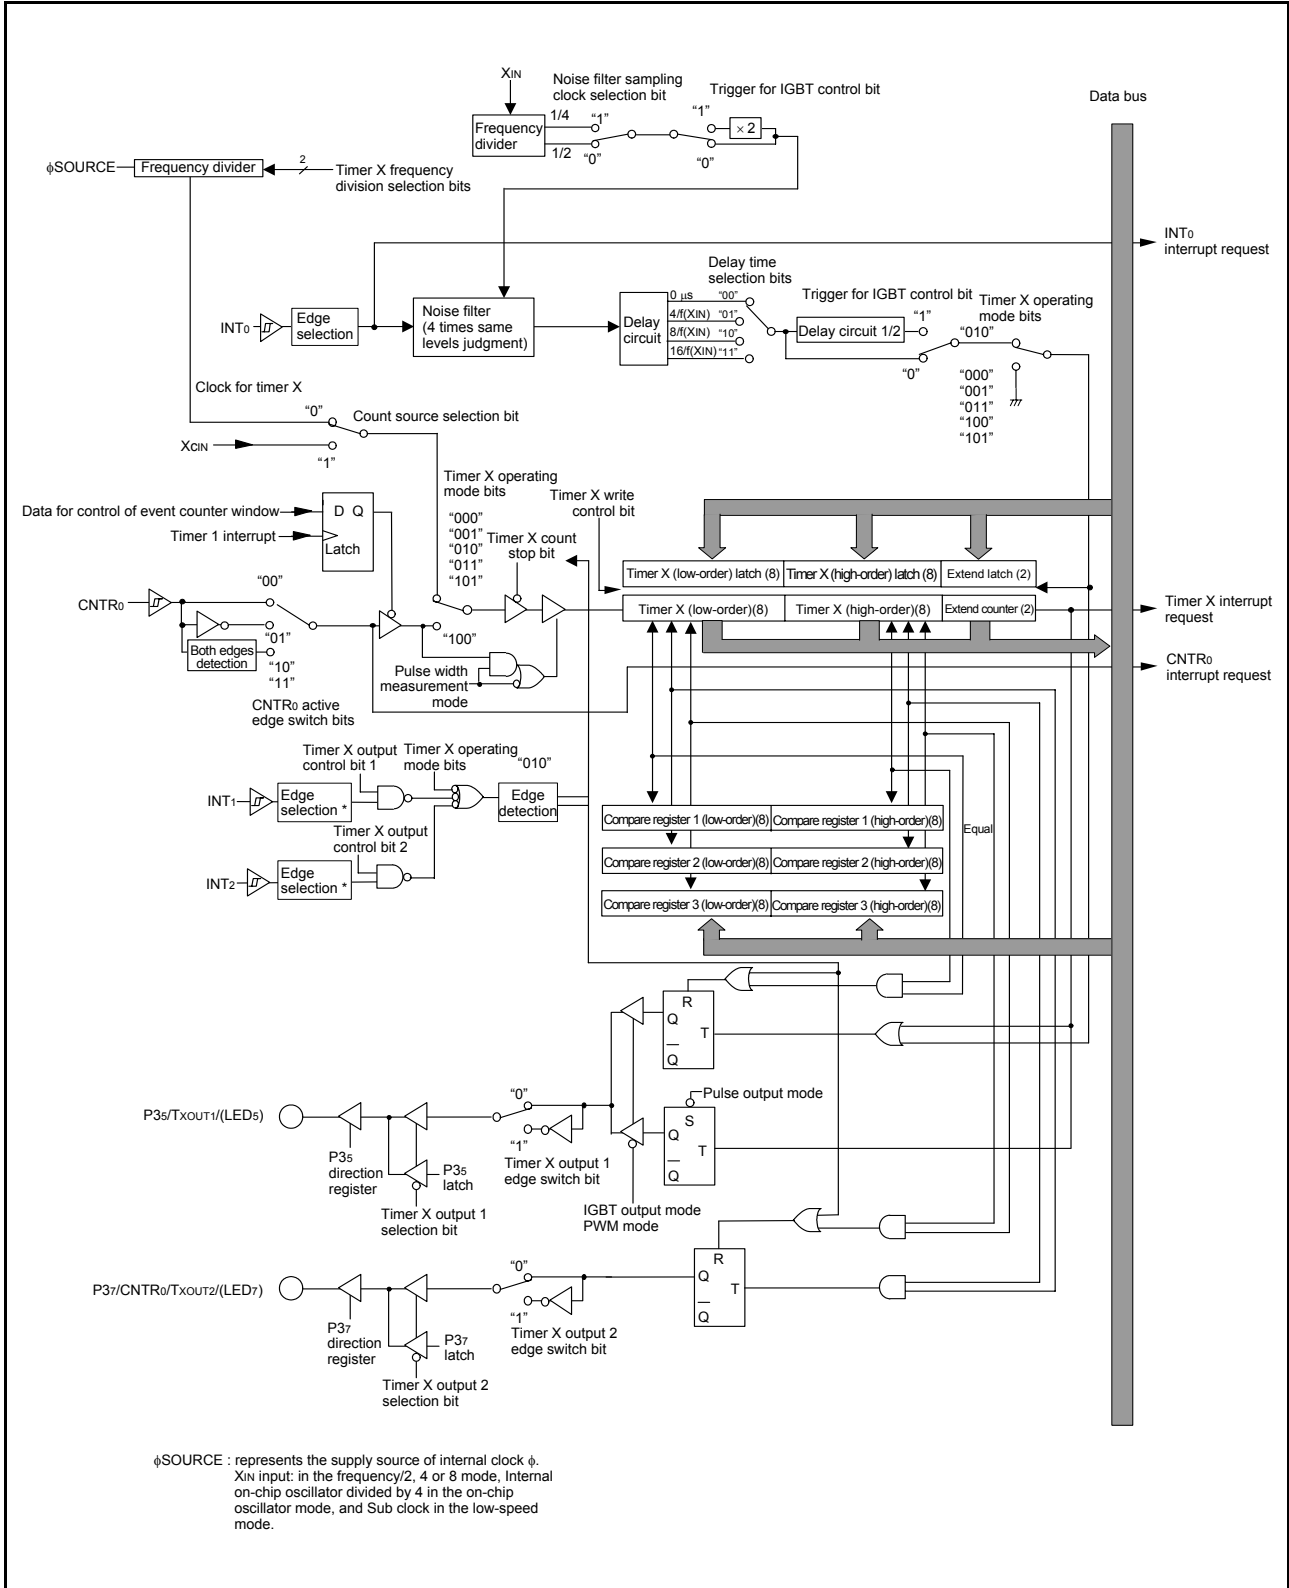 XIN
Noise filter sampling
clock selection bit
Trigger for IGBT control bit
Data bus
1/4
"1"
"1"
Frequency
divider
× 2
1/2
"0"
"0"
ϕSOURCE
Frequency divider
2
Timer X frequency
division selection bits
INT0
interrupt request
Delay time
selection bits
Trigger for IGBT control bit
Timer X operating
mode bits
INT0
Edge
selection
Noise filter
(4 times same
levels judgment)
Delay
circuit
0 μs "00"
4/f(XIN) "01"
8/f(XIN) "10"
16/f(XIN) "11"
Delay circuit 1/2
"1"
"0"
"010"
"000"
"001"
"011"
"100"
"101"
Clock for timer X
"0"
Count source selection bit
XCIN
"1"
Timer X operating
mode bits
"000"
"001"
"010"
"011"
"101"
Timer X write
control bit
Timer X count
stop bit
Data for control of event counter window
D Q
Timer 1 interrupt
Latch
Timer X (low-order) latch (8)
Timer X (high-order) latch (8)
Extend latch (2)
CNTR0
"00"
"01"
Both edges
detection
"10"
"11"
"100"
Timer X (low-order)(8)
Timer X (high-order)(8)
Extend counter (2)
Timer X interrupt
request
CNTR0
interrupt request
Pulse width
measurement
mode
CNTR0 active
edge switch bits
Timer X output
control bit 1
Timer X operating
mode bits
"010"
INT1
Edge
selection *
Edge
detection
Timer X output
control bit 2
INT2
Edge
selection *
Compare register 1 (low-order)(8)
Compare register 1 (high-order)(8)
Equal
Compare register 2 (low-order)(8)
Compare register 2 (high-order)(8)
Compare register 3 (low-order)(8)
Compare register 3 (high-order)(8)
R
Q
T
Q
Pulse output mode
S
Q
T
Q
P35/TXOUT1/(LED5)
"0"
"1"
Timer X output 1
edge switch bit
P35
direction
register
P35
latch
Timer X output 1
selection bit
IGBT output mode
PWM mode
R
Q
T
Q
P37/CNTR0/TXOUT2/(LED7)
"0"
"1"
Timer X output 2
edge switch bit
P37
direction
register
P37
latch
Timer X output 2
selection bit
ϕSOURCE : represents the supply source of internal clock ϕ.
XIN input: in the frequency/2, 4 or 8 mode, Internal
on-chip oscillator divided by 4 in the on-chip
oscillator mode, and Sub clock in the low-speed
mode.